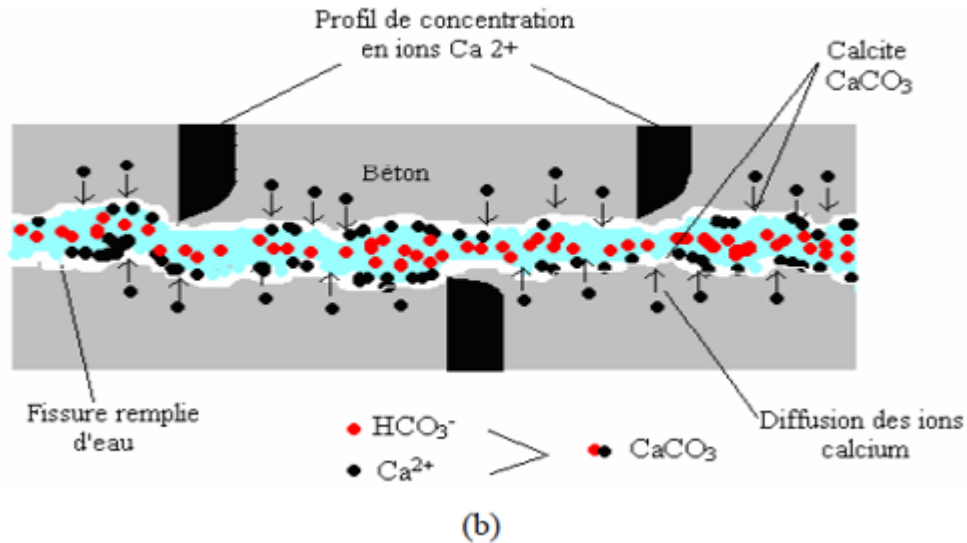 Profil de concentration
en ions Ca 2+
Calcite
CaCO₃
Béton
Fissure remplie
d'eau
HCO₃⁻
Ca²⁺
CaCO₃
Diffusion des ions
calcium
(b)